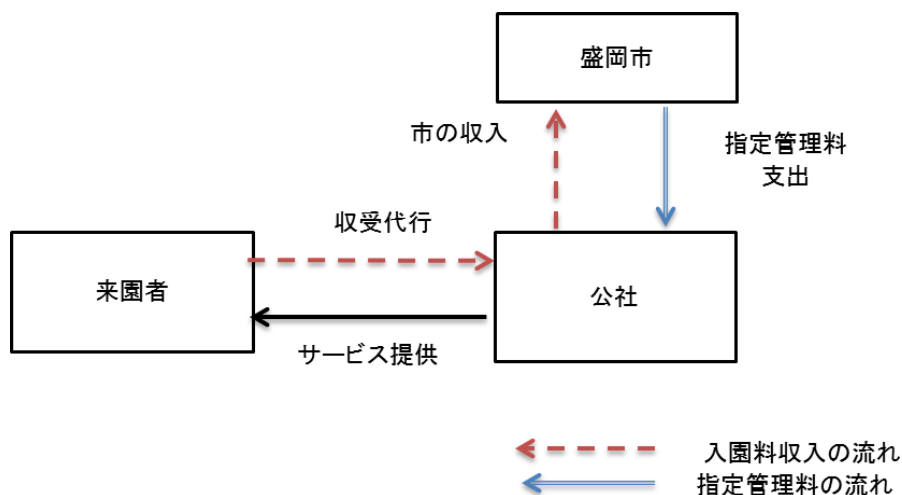 盛岡市
市の収入
指定管理料
支出
収受代行
来園者
公社
サービス提供
入園料収入の流れ
指定管理料の流れ